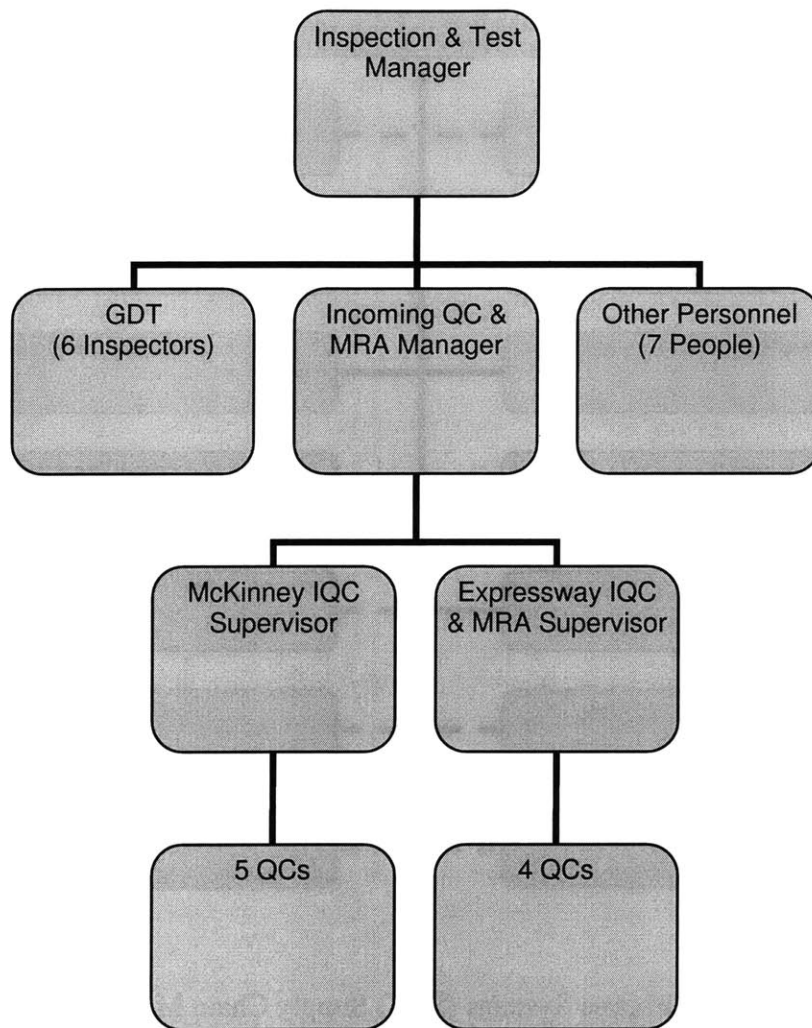 Inspection & Test
Manager
GDT
(6 Inspectors)
Incoming QC &
MRA Manager
Other Personnel
(7 People)
McKinney IQC
Supervisor
Expressway IQC
& MRA Supervisor
5 QCs
4 QCs